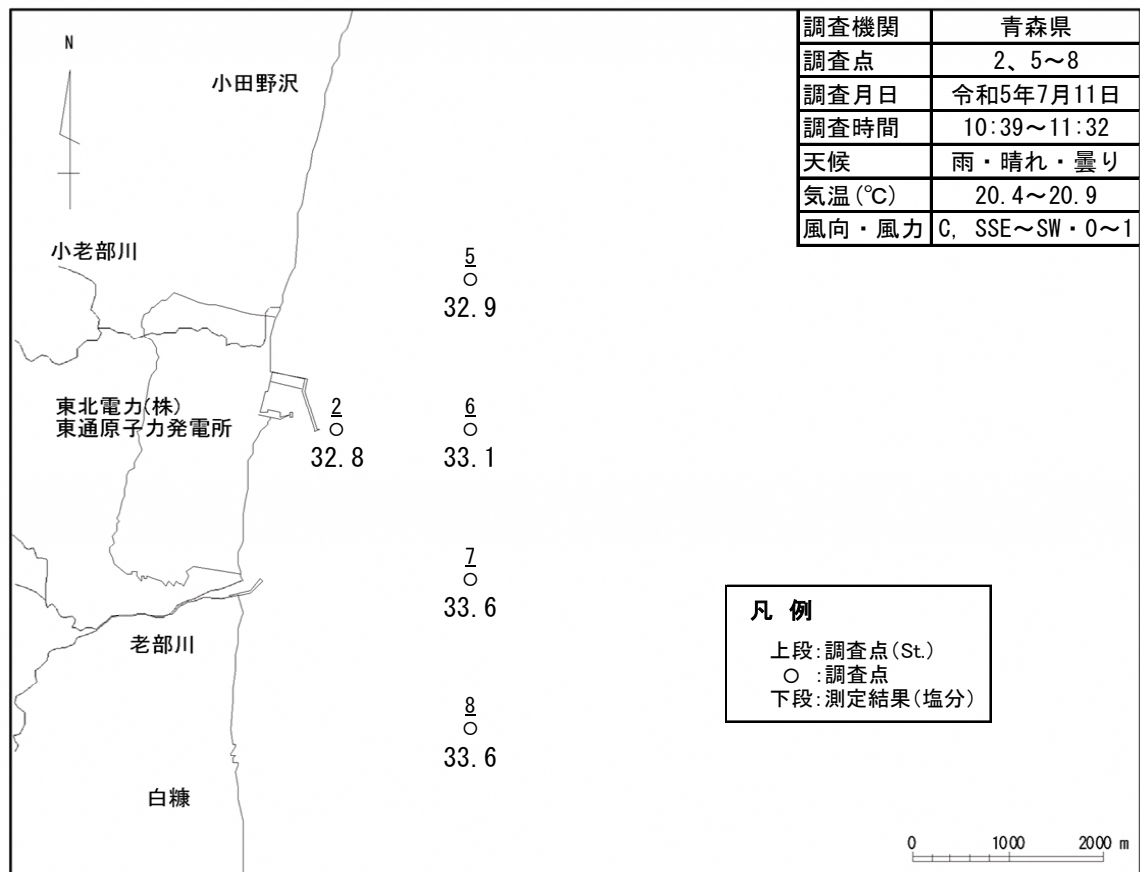 調査機関 青森県
調査点 2、5～8
調査月日 令和5年7月11日
調査時間 10:39～11:32
天候 雨・晴れ・曇り
気温(℃) 20.4～20.9
風向・風力 C, SSE～SW・0～1
N
小田野沢
小老部川
5
32.9
東北電力(株)
東通原子力発電所
2
32.8
6
33.1
7
33.6
老部川
8
33.6
白糠
凡 例
上段:調査点(St.)
○ :調査点
下段:測定結果(塩分)
0 1000 2000 m